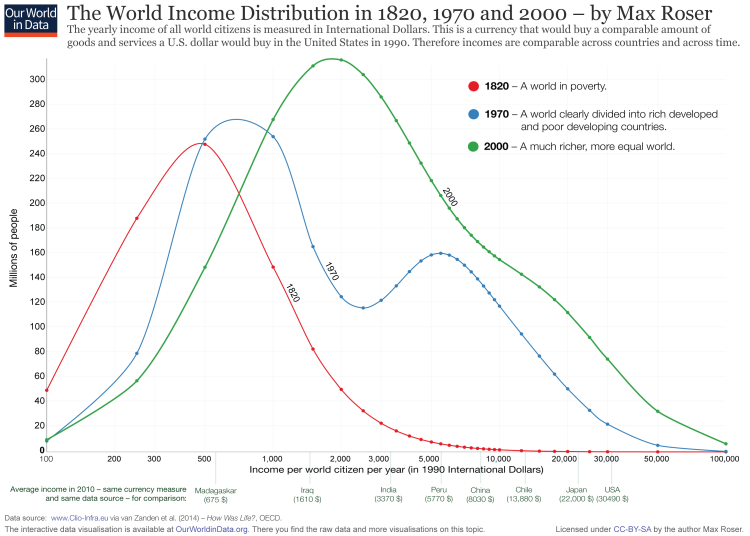 Our World
in Data
The World Income Distribution in 1820, 1970 and 2000 – by Max Roser
The yearly income of all world citizens is measured in International Dollars. This is a currency that would buy a comparable amount of
goods and services a U.S. dollar would buy in the United States in 1990. Therefore incomes are comparable across countries and across time.
1820 – A world in poverty.
1970 – A world clearly divided into rich developed
and poor developing countries.
2000 – A much richer, more equal world.
Millions of people
300
280
260
240
220
200
180
160
140
120
100
80
60
40
20
0
2000
1970
1820
100 200 300 500 1,000 2,000 3,000 5,000 10,000 20,000 30,000 50,000 100,000
Income per world citizen per year (in 1990 International Dollars)
Average income in 2010 – same currency measure
and same data source – for comparison:
Madagaskar
(675 $)
Iraq
(1610 $)
India
(3370 $)
Peru
(5770 $)
China
(8030 $)
Chile
(13,880 $)
Japan
(22,000 $)
USA
(30490 $)
Data source: www.Clio-Infra.eu via van Zanden et al. (2014) – How Was Life?, OECD.
The interactive data visualisation is available at OurWorldinData.org. There you find the raw data and more visualisations on this topic.
Licensed under CC-BY-SA by the author Max Roser.